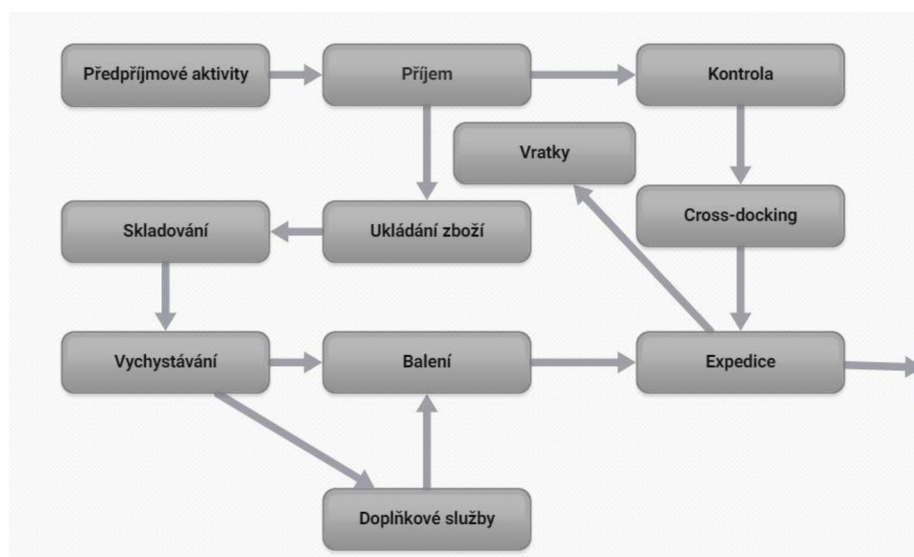 Předpříjmové aktivity
Příjem
Kontrola
Vratky
Cross-docking
Skladování
Ukládání zboží
Vychystávání
Balení
Expedice
Doplňkové služby